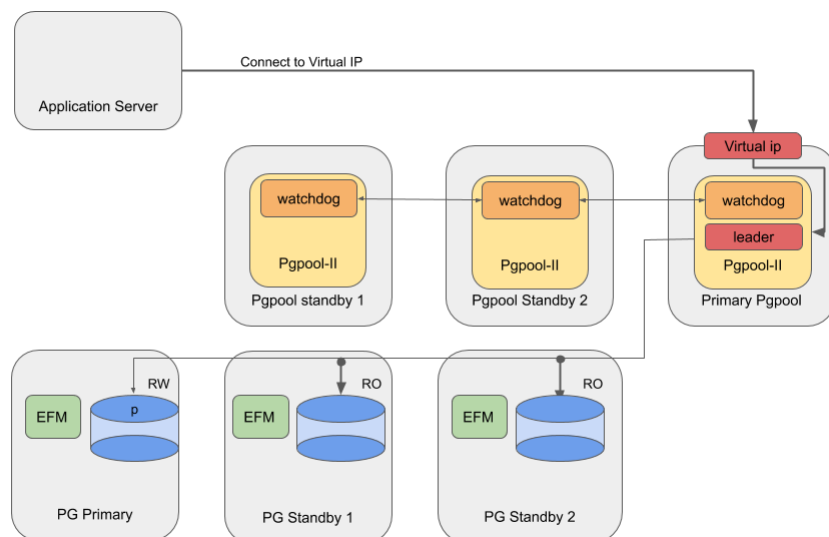 Connect to Virtual IP
Application Server
Virtual ip
watchdog
watchdog
watchdog
leader
Pgpool-II
Pgpool-II
Pgpool-II
Pgpool standby 1
Pgpool Standby 2
Primary Pgpool
RW
RO
RO
p
EFM
EFM
EFM
PG Primary
PG Standby 1
PG Standby 2